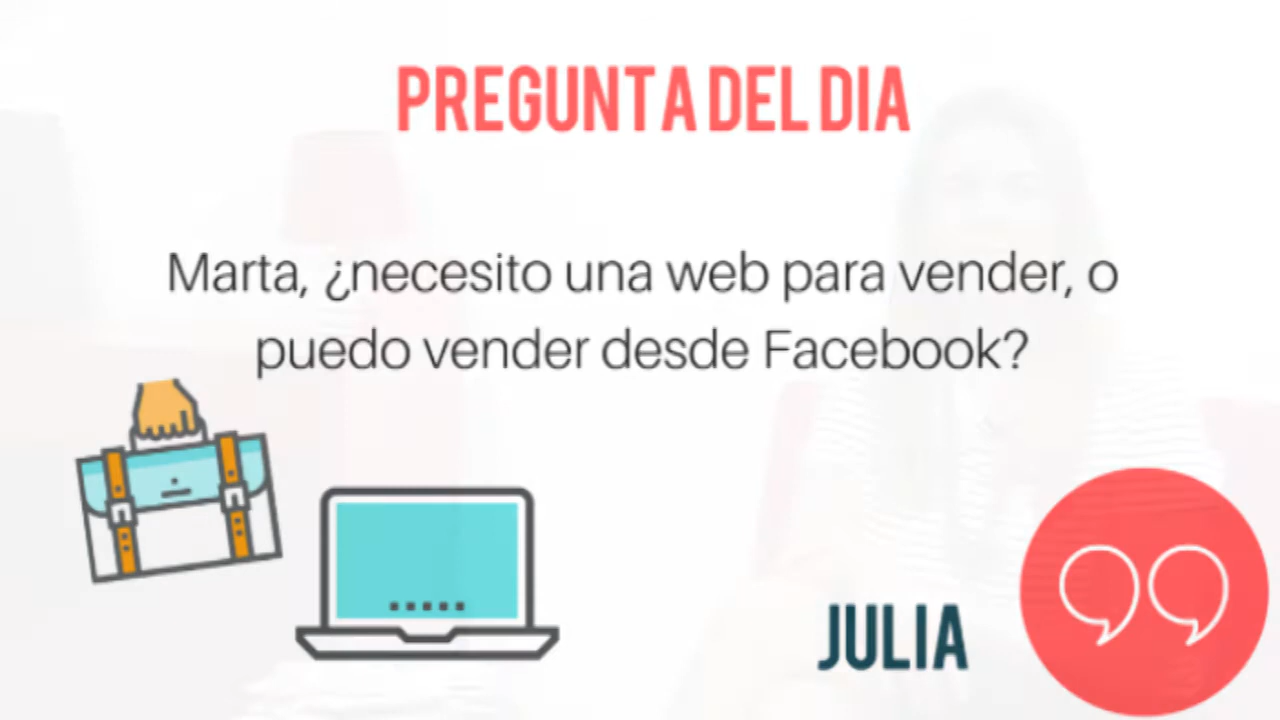 PREGUNTA DEL DIA
Marta, ¿necesito una web para vender, o
puedo vender desde Facebook?
JULIA